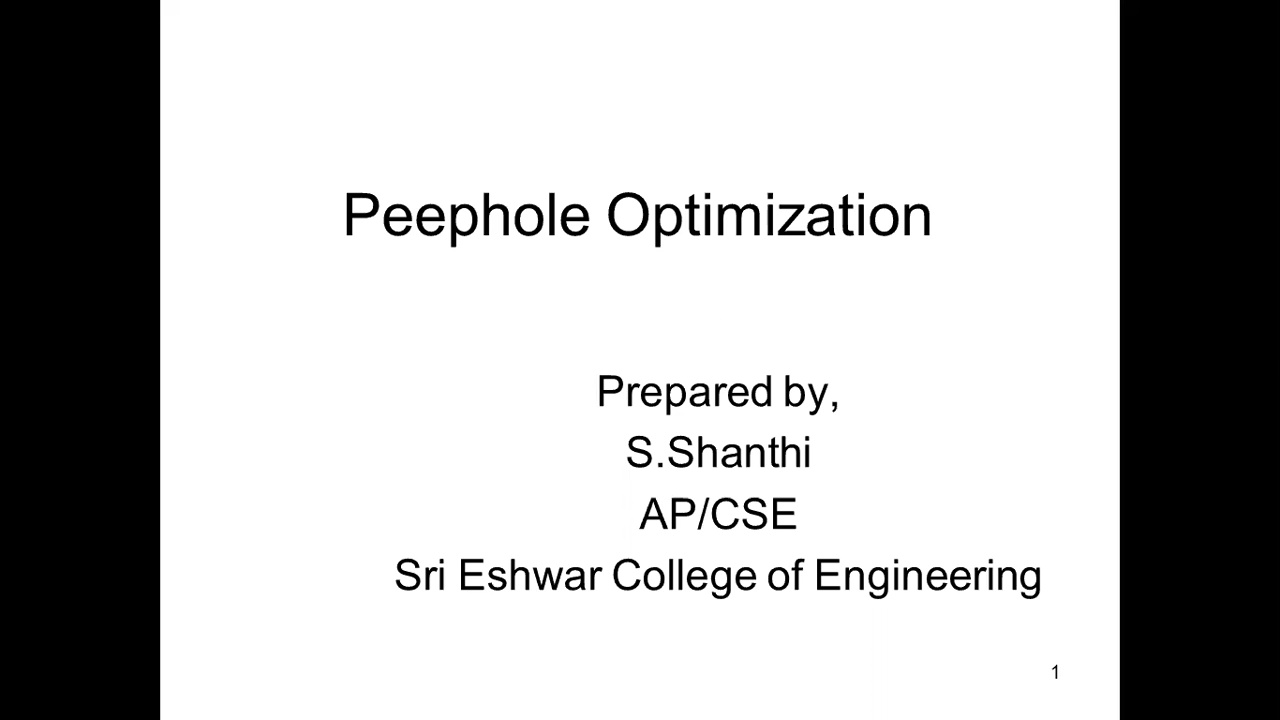 Peephole Optimization
Prepared by,
S.Shanthi
AP/CSE
Sri Eshwar College of Engineering
1